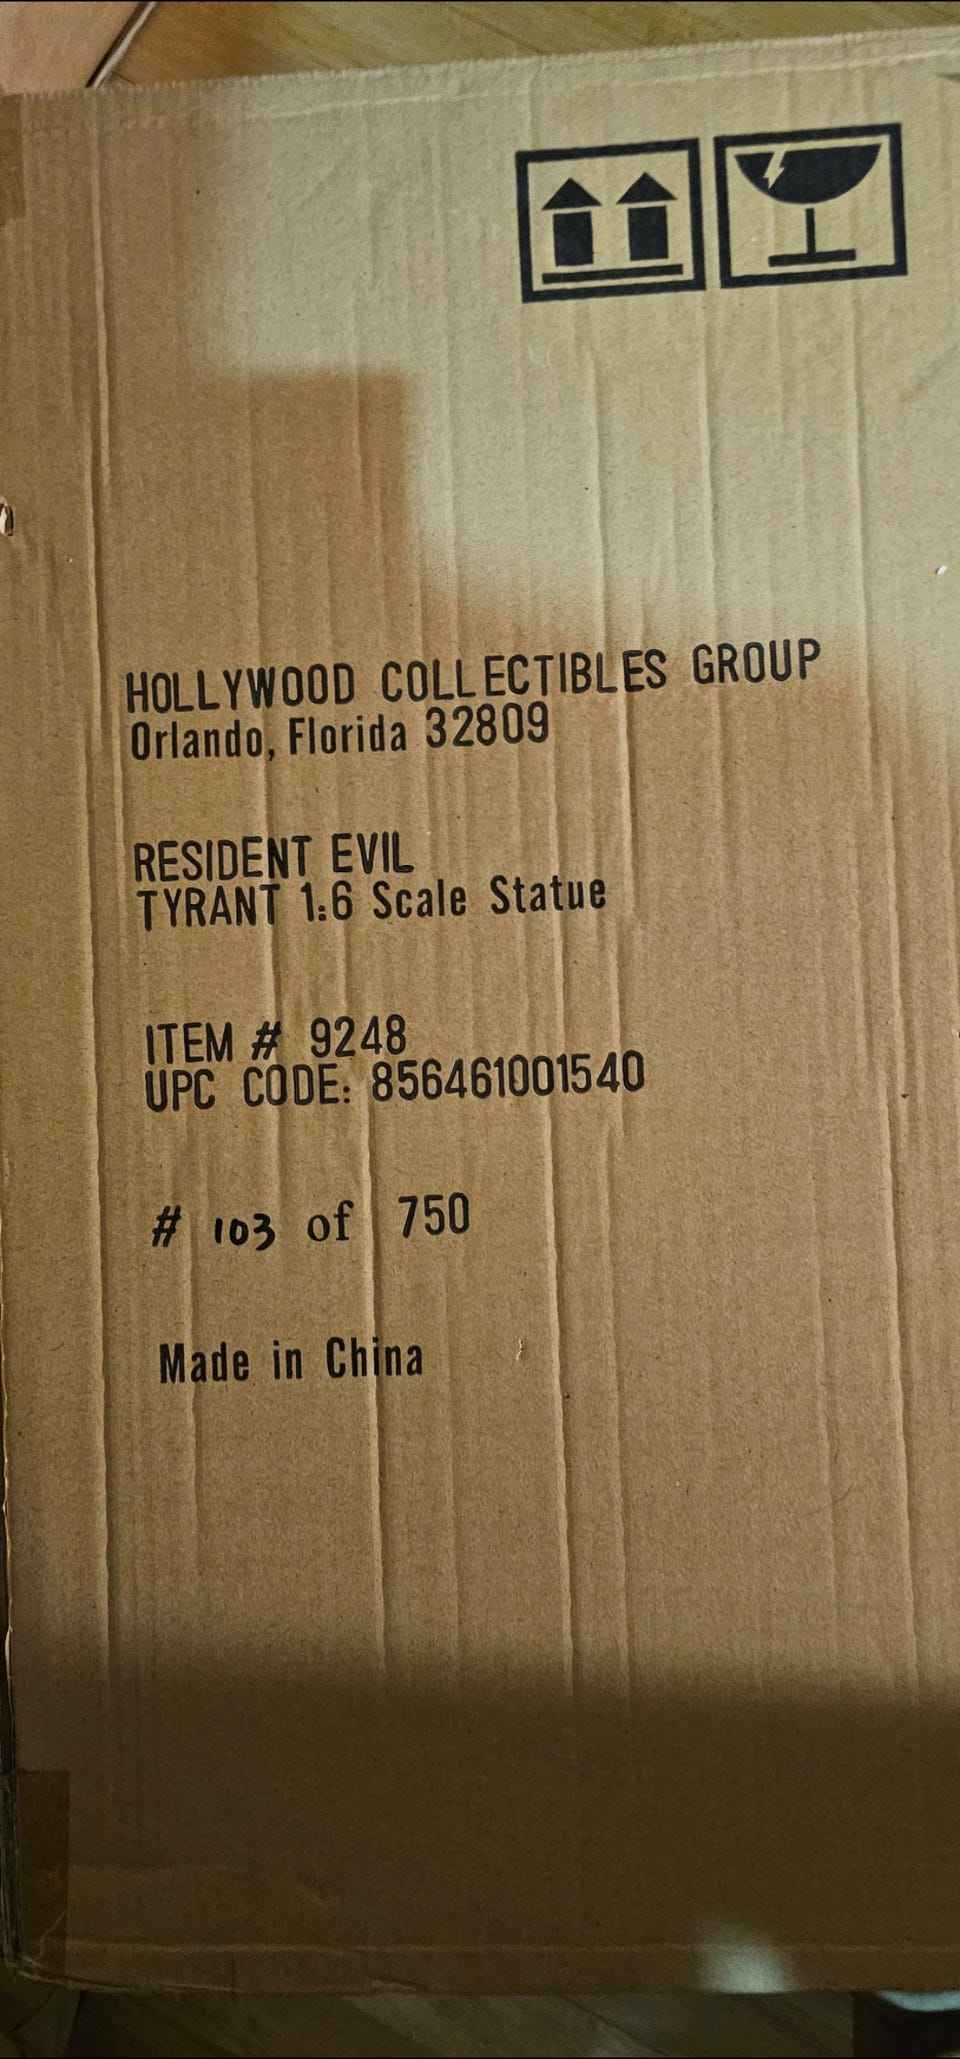 HOLLYWOOD COLLECTIBLES GROUP
Orlando, Florida 32809
RESIDENT EVIL
TYRANT 1:6 Scale Statue
ITEM # 9248
UPC CODE: 856461001540
# 103 of 750
Made in China